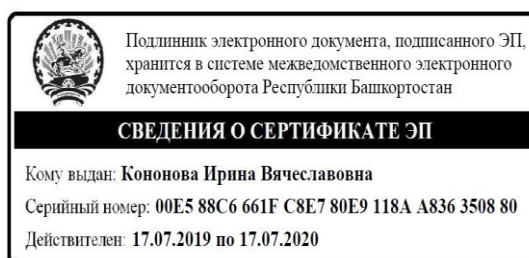 Подлинник электронного документа, подписанного ЭП,
хранится в системе межведомственного электронного
документооборота Республики Башкортостан
СВЕДЕНИЯ О СЕРТИФИКАТЕ ЭП
Кому выдан: Кононова Ирина Вячеславовна
Серийный номер: 00E5 88C6 661F C8E7 80E9 118A A836 3508 80
Действителен: 17.07.2019 по 17.07.2020